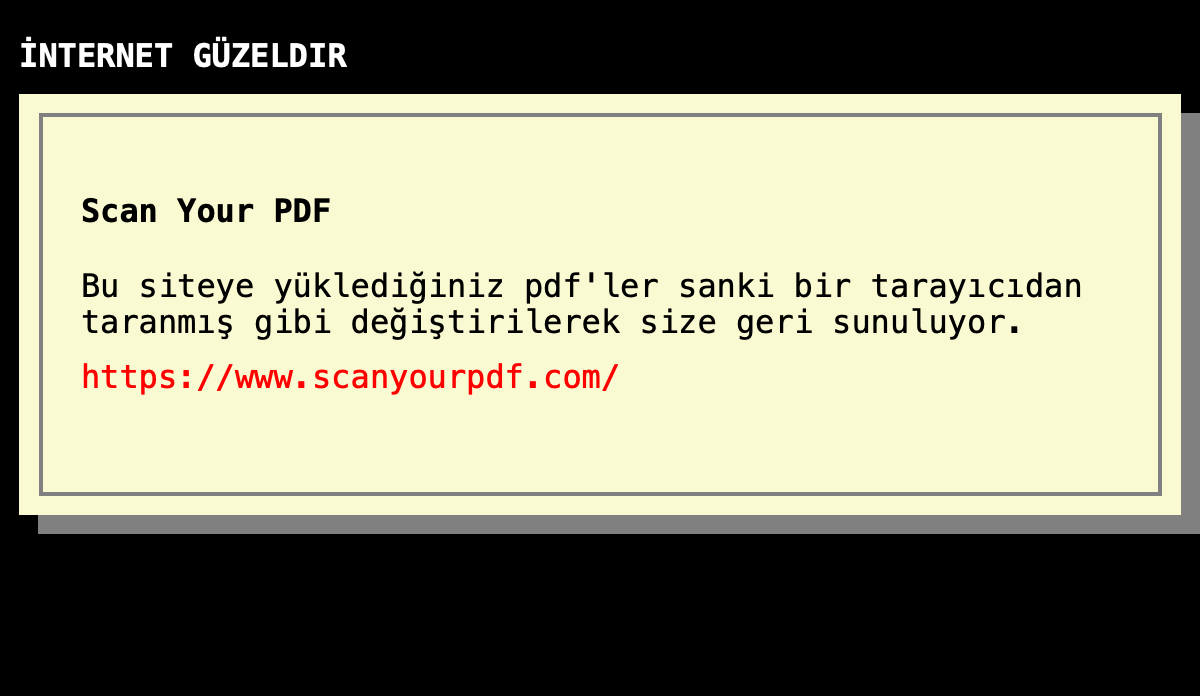 İNTERNET GÜZELDIR
Scan Your PDF
Bu siteye yüklediğiniz pdf'ler sanki bir tarayıcıdan
taranmış gibi değiştirilerek size geri sunuluyor.
https://www.scanyourpdf.com/